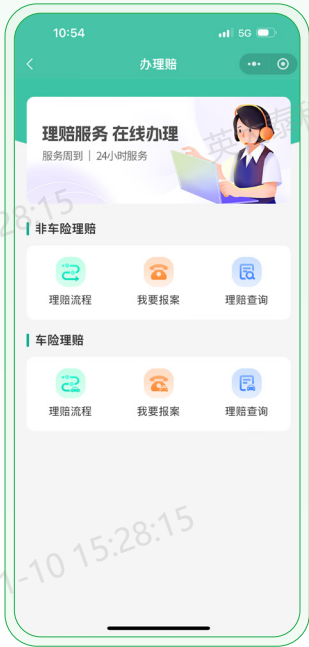 10:54
5G
办理赔
理赔服务 在线办理
服务周到 | 24小时服务
非车险理赔
理赔流程
我要报案
理赔查询
车险理赔
理赔流程
我要报案
理赔查询
28:15
英
泰
1-10 15:28:15